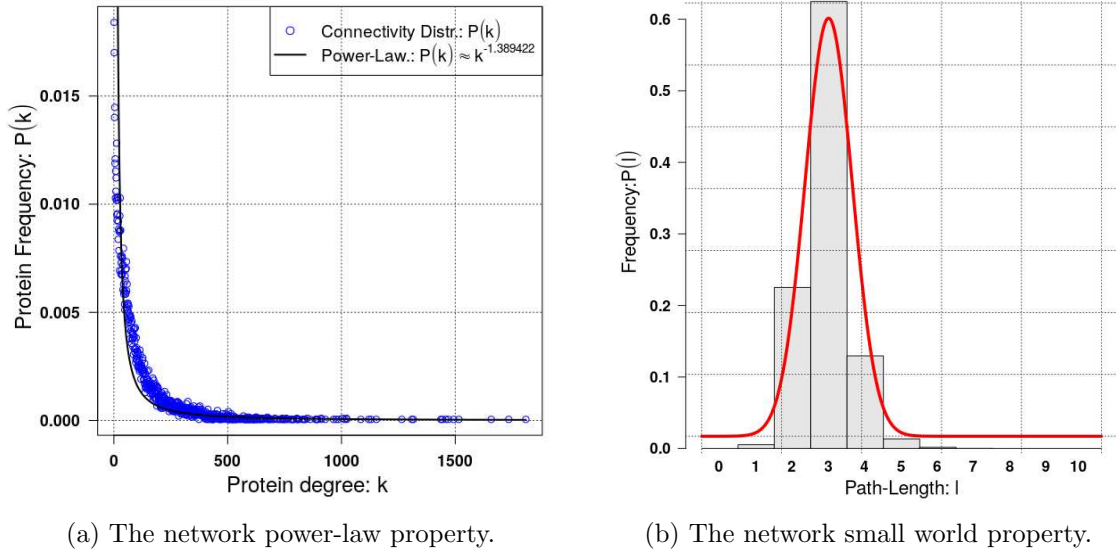 Connectivity Distr.: P(k)
Power-Law.: P(k) ≈ k^-1.389422
Protein Frequency: P(k)
0.015
0.010
0.005
0.000
0 500 1000 1500
Protein degree: k
(a) The network power-law property.
Frequency:P(l)
0.6
0.5
0.4
0.3
0.2
0.1
0.0
0 1 2 3 4 5 6 7 8 9 10
Path-Length: l
(b) The network small world property.